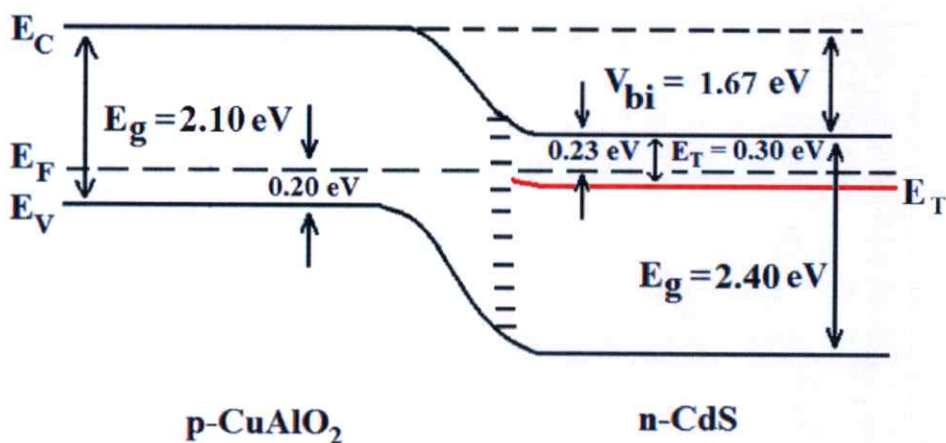 E_C
V_bi = 1.67 eV
E_g = 2.10 eV
E_F
0.23 eV
E_T = 0.30 eV
0.20 eV
E_V
E_T
E_g = 2.40 eV
p-CuAlO₂
n-CdS